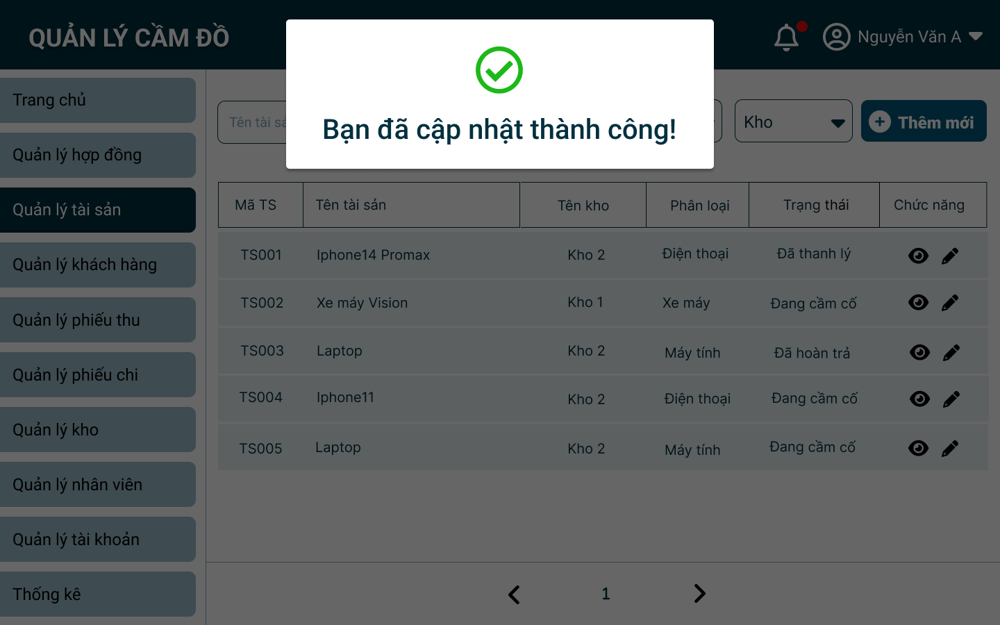 QUẢN LÝ CẦM ĐỒ
Nguyễn Văn A
Bạn đã cập nhật thành công!
Trang chủ
Quản lý hợp đồng
Quản lý tài sản
Quản lý khách hàng
Quản lý phiếu thu
Quản lý phiếu chi
Quản lý kho
Quản lý nhân viên
Quản lý tài khoản
Thống kê
Tên tài sả
Kho
Thêm mới
Mã TS Tên tài sản Tên kho Phân loại Trạng thái Chức năng
TS001 Iphone14 Promax Kho 2 Điện thoại Đã thanh lý
TS002 Xe máy Vision Kho 1 Xe máy Đang cầm cố
TS003 Laptop Kho 2 Máy tính Đã hoàn trả
TS004 Iphone11 Kho 2 Điện thoại Đang cầm cố
TS005 Laptop Kho 2 Máy tính Đang cầm cố
1